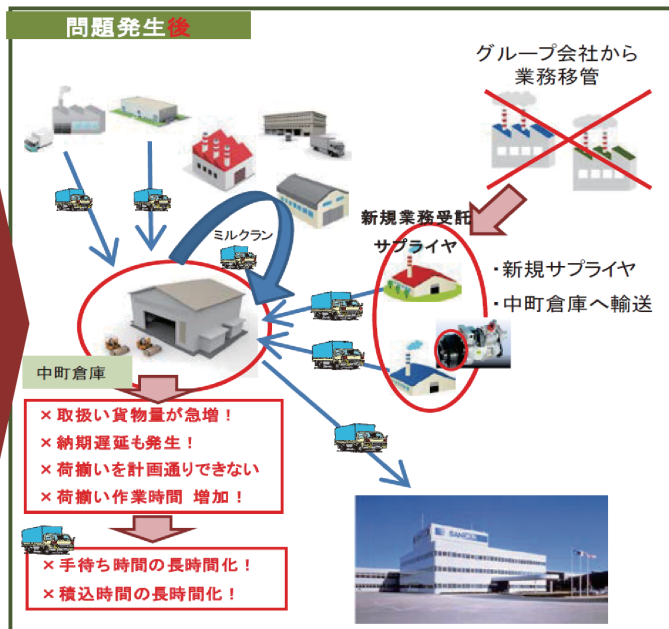 問題発生後
グループ会社から
業務移管
ミルクラン
新規業務受託
サプライヤ
・新規サプライヤ
・中町倉庫へ輸送
中町倉庫
×取扱い貨物量が急増！
×納期遅延も発生！
×荷揃いを計画通りできない
×荷揃い作業時間 増加！
×手待ち時間の長時間化！
×積込時間の長時間化！
SANDEN